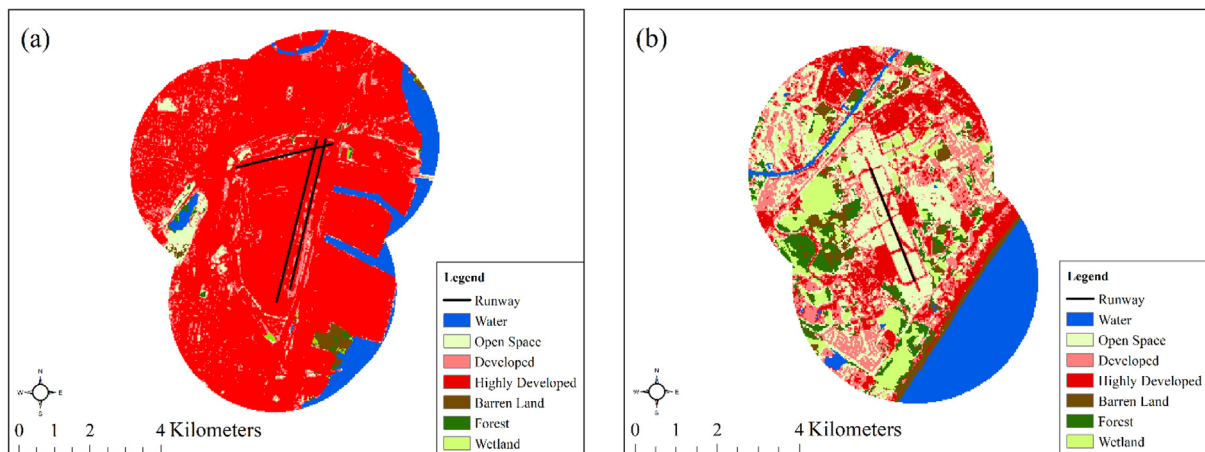 (a)
Legend
Runway
Water
Open Space
Developed
Highly Developed
Barren Land
Forest
Wetland
N
W E
S
0 1 2 4 Kilometers
(b)
Legend
Runway
Water
Open Space
Developed
Highly Developed
Barren Land
Forest
Wetland
N
W E
S
0 1 2 4 Kilometers